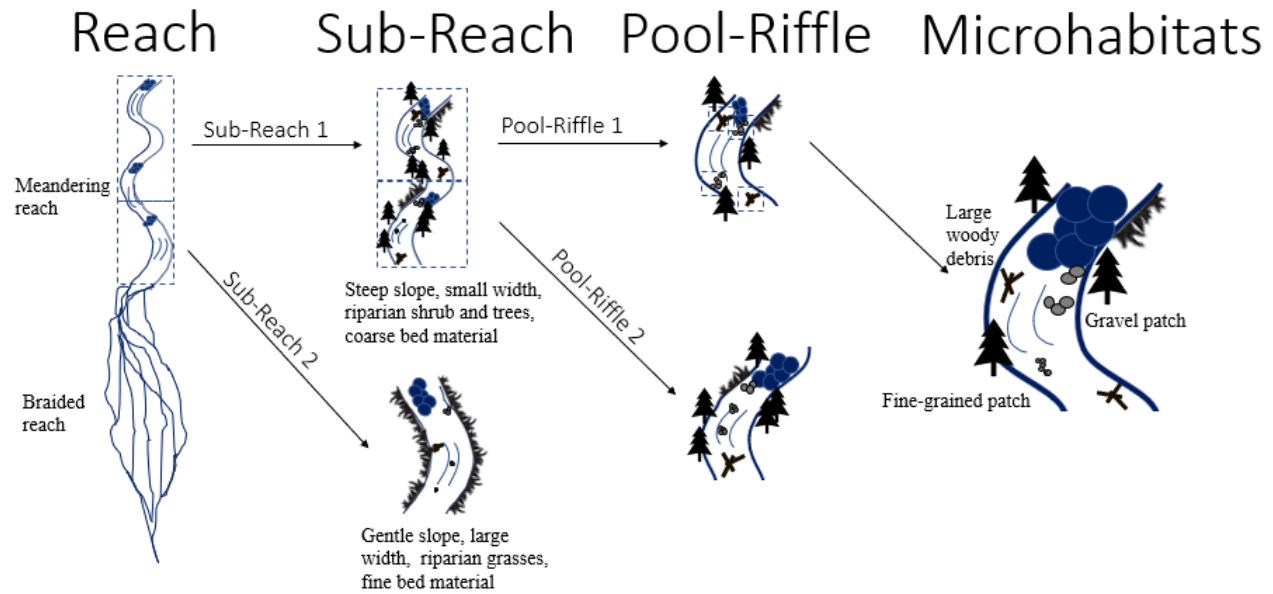 Reach
Sub-Reach
Pool-Riffle
Microhabitats
Sub-Reach 1
Pool-Riffle 1
Meandering
reach
Large
woody
debris
Sub-Reach 2
Pool-Riffle 2
Steep slope, small width,
riparian shrub and trees,
coarse bed material
Gravel patch
Braided
reach
Fine-grained patch
Gentle slope, large
width, riparian grasses,
fine bed material